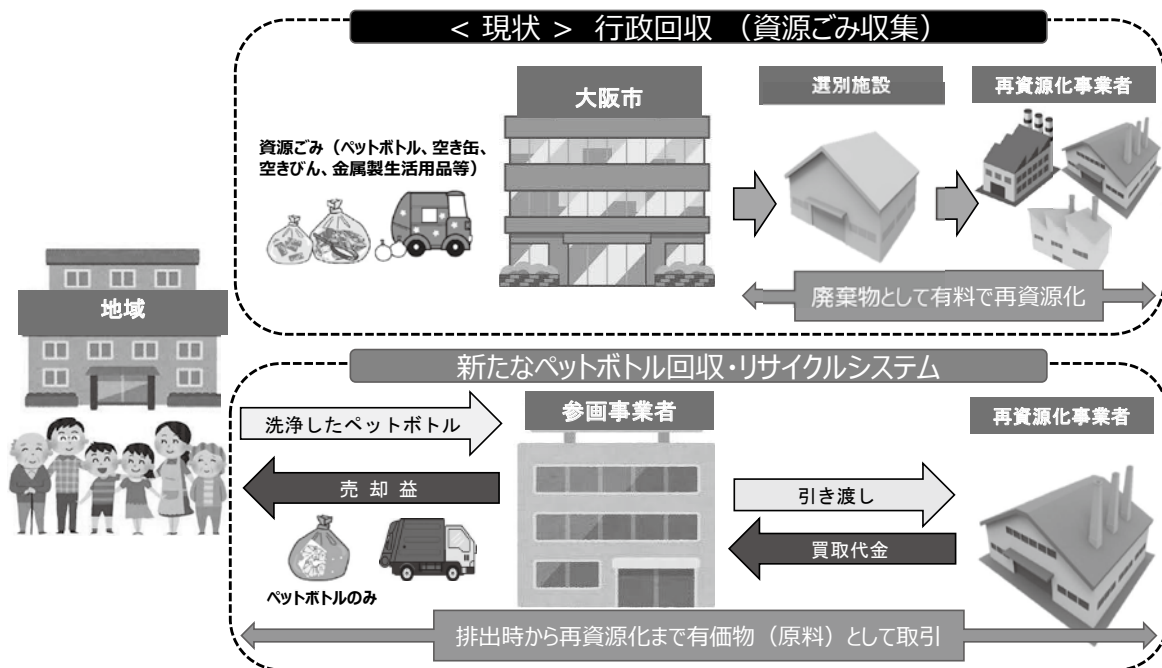 < 現状 > 行政回収 （資源ごみ収集）
大阪市
選別施設
再資源化事業者
資源ごみ（ペットボトル、空き缶、
空きびん、金属製生活用品等）
廃棄物として有料で再資源化
地域
新たなペットボトル回収・リサイクルシステム
洗浄したペットボトル
参画事業者
再資源化事業者
売 却 益
引き渡し
買取代金
ペットボトルのみ
排出時から再資源化まで有価物（原料）として取引